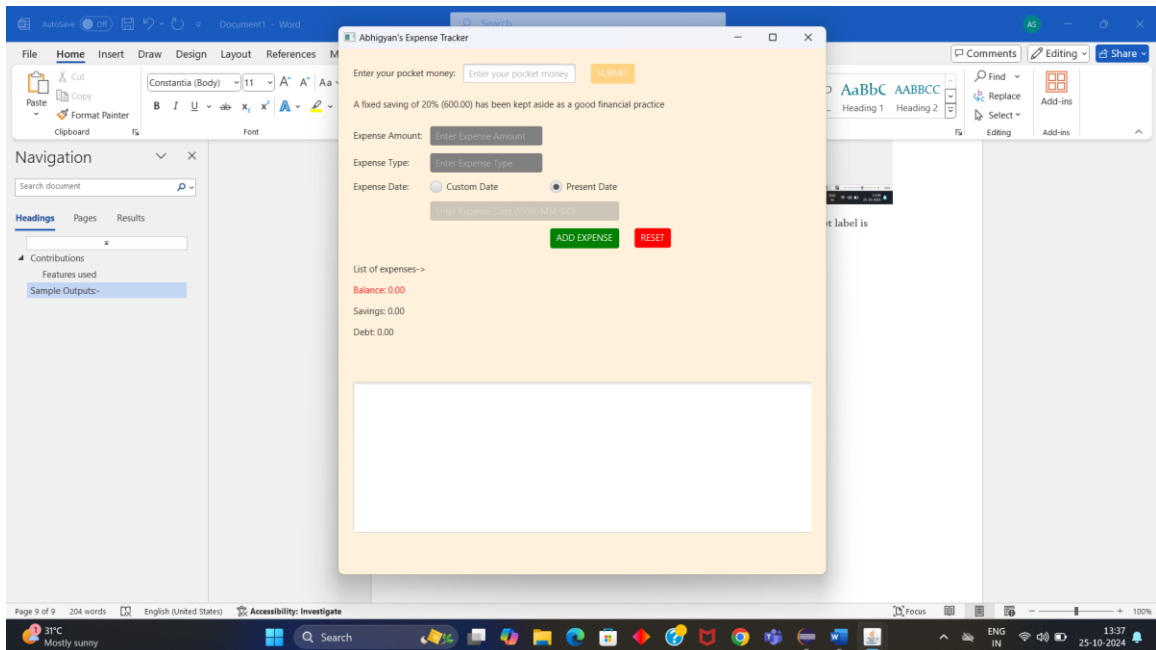 AutoSave Off Document1 - Word Search AS
Abhigyan's Expense Tracker
File Home Insert Draw Design Layout References M Comments Editing Share
Enter your pocket money: Enter your pocket money SUBMIT
A fixed saving of 20% (600.00) has been kept aside as a good financial practice
Expense Amount: Enter Expense Amount
Expense Type: Enter Expense Type
Expense Date: Custom Date Present Date
Enter Expense Date (YYYY-MM-DD)
ADD EXPENSE RESET
List of expenses->
Balance: 0.00
Savings: 0.00
Debt: 0.00
Paste
Cut
Copy
Format Painter
Clipboard
Constantia (Body) 11 A A Aa
B I U ab x₂ x² A
Font
AaBbC AABBCC
Heading 1 Heading 2
Find
Replace
Select
Editing
Add-ins
Add-ins
Navigation
Search document
Headings Pages Results
Contributions
Features used
Sample Outputs:-
t label is
Page 9 of 9 204 words English (United States) Accessibility: Investigate Focus 100%
1
31°C
Mostly sunny
Search
ENG
IN
13:37
25-10-2024